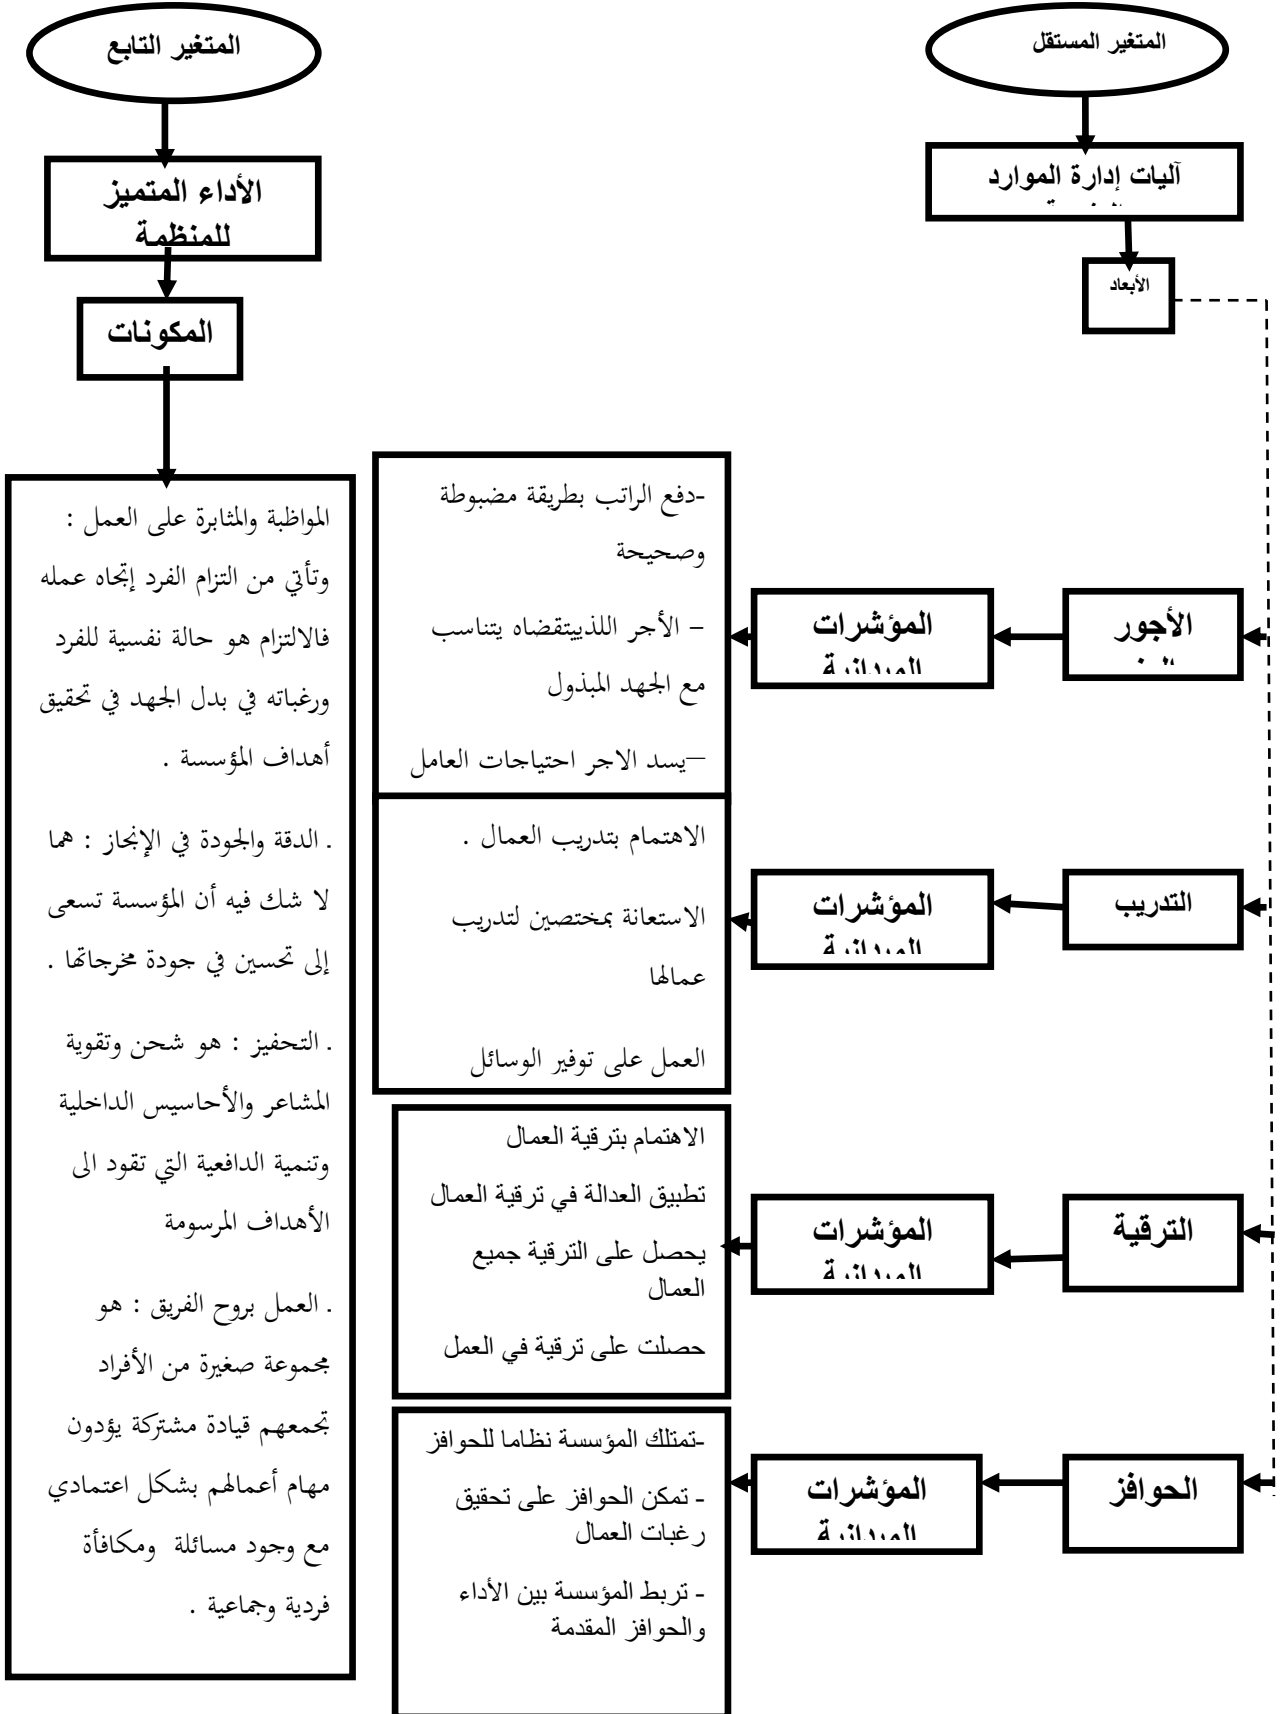 المتغير المستقل
آليات إدارة الموارد
الأبعاد
المتغير التابع
الأداء المتميز
للمنظمة
المكونات
الأجور
المؤشرات
الميدانية
-دفع الراتب بطريقة مضبوطة
وصحيحة
– الأجر اللذييتقضاه يتناسب
مع الجهد المبذول
–يسد الاجر احتياجات العامل
التدريب
المؤشرات
الميدانية
الاهتمام بتدريب العمال .
الاستعانة بمختصين لتدريب
عمالها
العمل على توفير الوسائل
الترقية
المؤشرات
الميدانية
الاهتمام بترقية العمال
تطبيق العدالة في ترقية العمال
يحصل على الترقية جميع
العمال
حصلت على ترقية في العمل
الحوافز
المؤشرات
الميدانية
-تمتلك المؤسسة نظاما للحوافز
- تمكن الحوافز على تحقيق
رغبات العمال
- تربط المؤسسة بين الأداء
والحوافز المقدمة
المواظبة والمثابرة على العمل :
وتأتي من التزام الفرد إتجاه عمله
فالالتزام هو حالة نفسية للفرد
ورغباته في بدل الجهد في تحقيق
أهداف المؤسسة .
. الدقة والجودة في الإنجاز : هما
لا شك فيه أن المؤسسة تسعى
إلى تحسين في جودة مخرجاتها .
. التحفيز : هو شحن وتقوية
المشاعر والأحاسيس الداخلية
وتنمية الدافعية التي تقود الى
الأهداف المرسومة
. العمل بروح الفريق : هو
مجموعة صغيرة من الأفراد
تجمعهم قيادة مشتركة يؤدون
مهام أعمالهم بشكل اعتمادي
مع وجود مسائلة ومكافأة
فردية وجماعية .